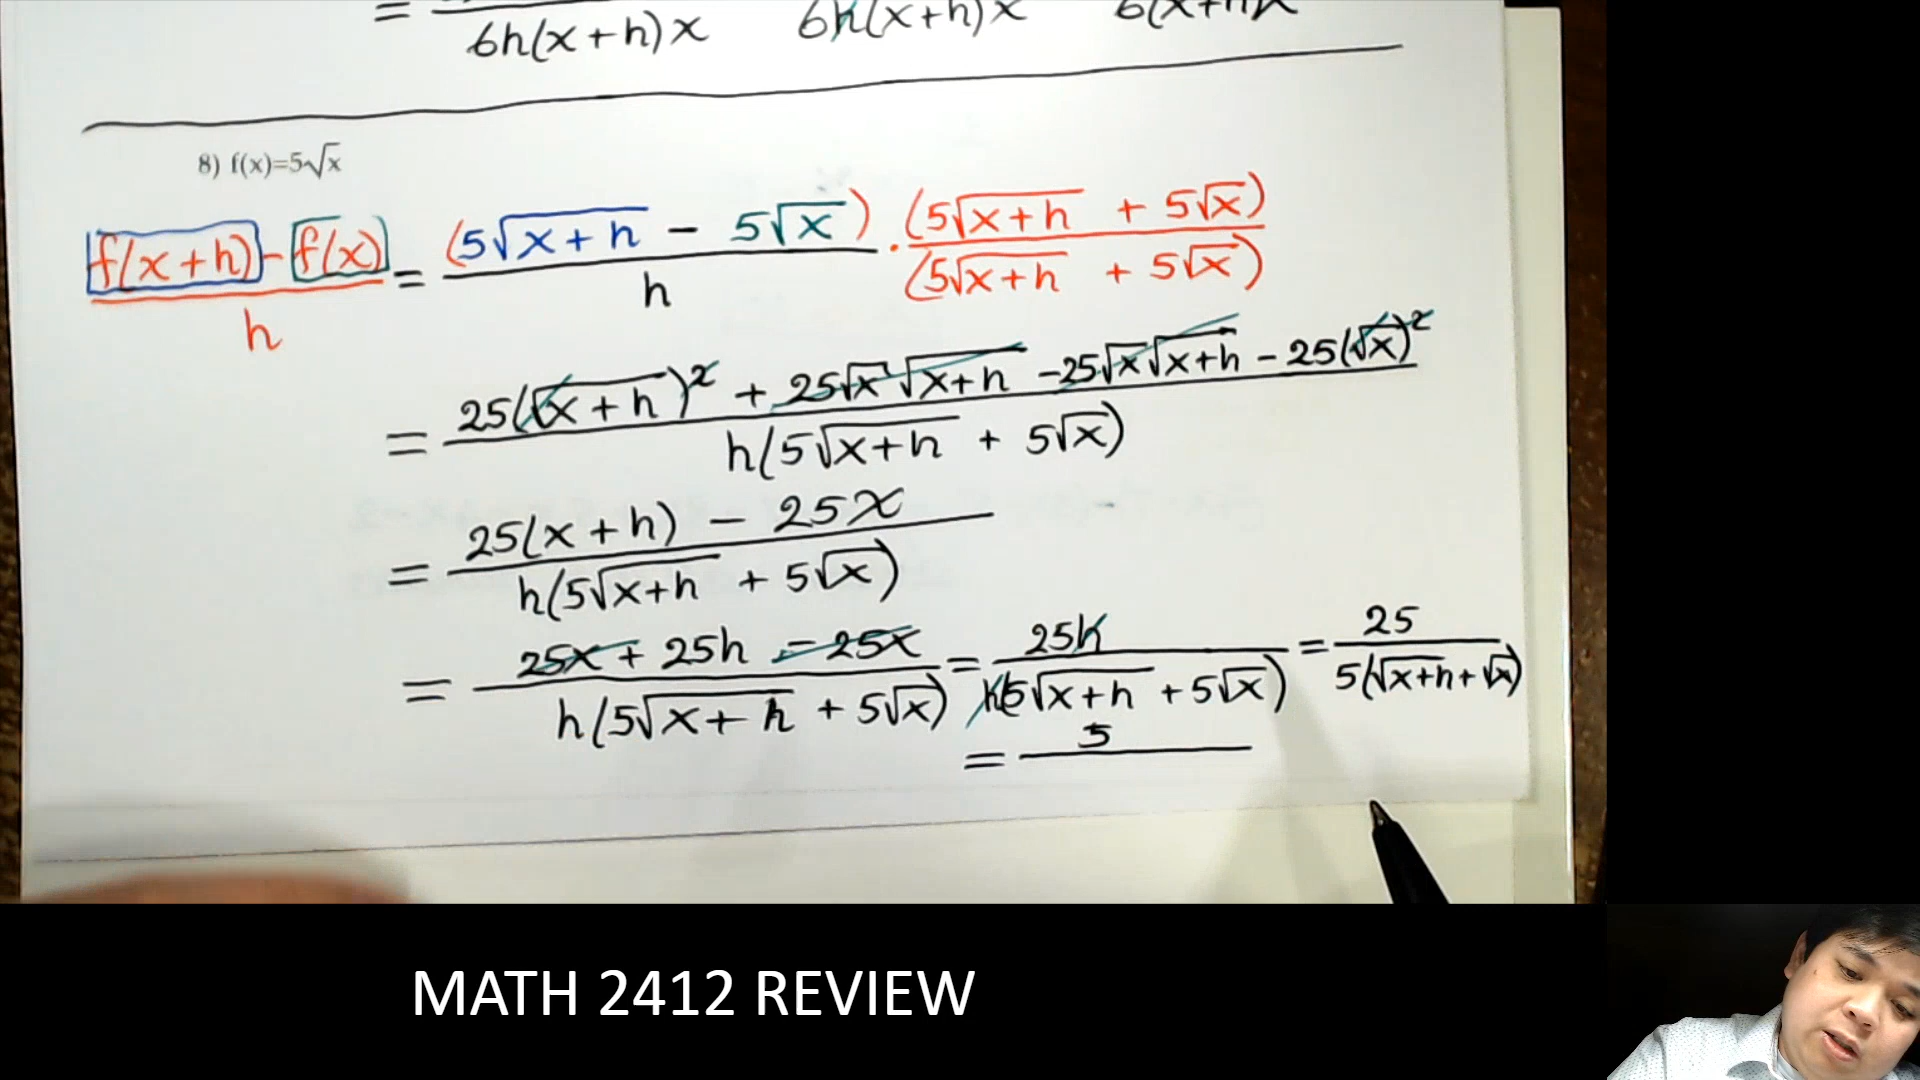 = 6h(x+h)x 6h(x+h)x 6(x+h)x
8) f(x)=5√x
f(x+h)-f(x) / h = (5√x+h - 5√x) / h · (5√x+h + 5√x) / (5√x+h + 5√x)
= 25(√x+h)² + 25√x √x+h - 25√x √x+h - 25(√x)² / h(5√x+h + 5√x)
= 25(x+h) - 25x / h(5√x+h + 5√x)
= 25x + 25h - 25x / h(5√x+h + 5√x) = 25h / h(5√x+h + 5√x) = 25 / 5(√x+h + √x)
= 5
MATH 2412 REVIEW